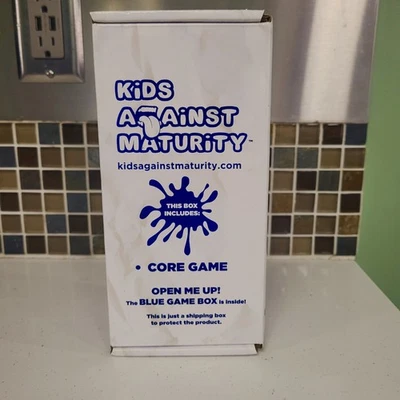 KiDS
AGAiNST
MATURiTY™
kidsagainstmaturity.com
THIS BOX
INCLUDES:
• CORE GAME
OPEN ME UP!
The BLUE GAME BOX is inside!
This is just a shipping box
to protect the product.